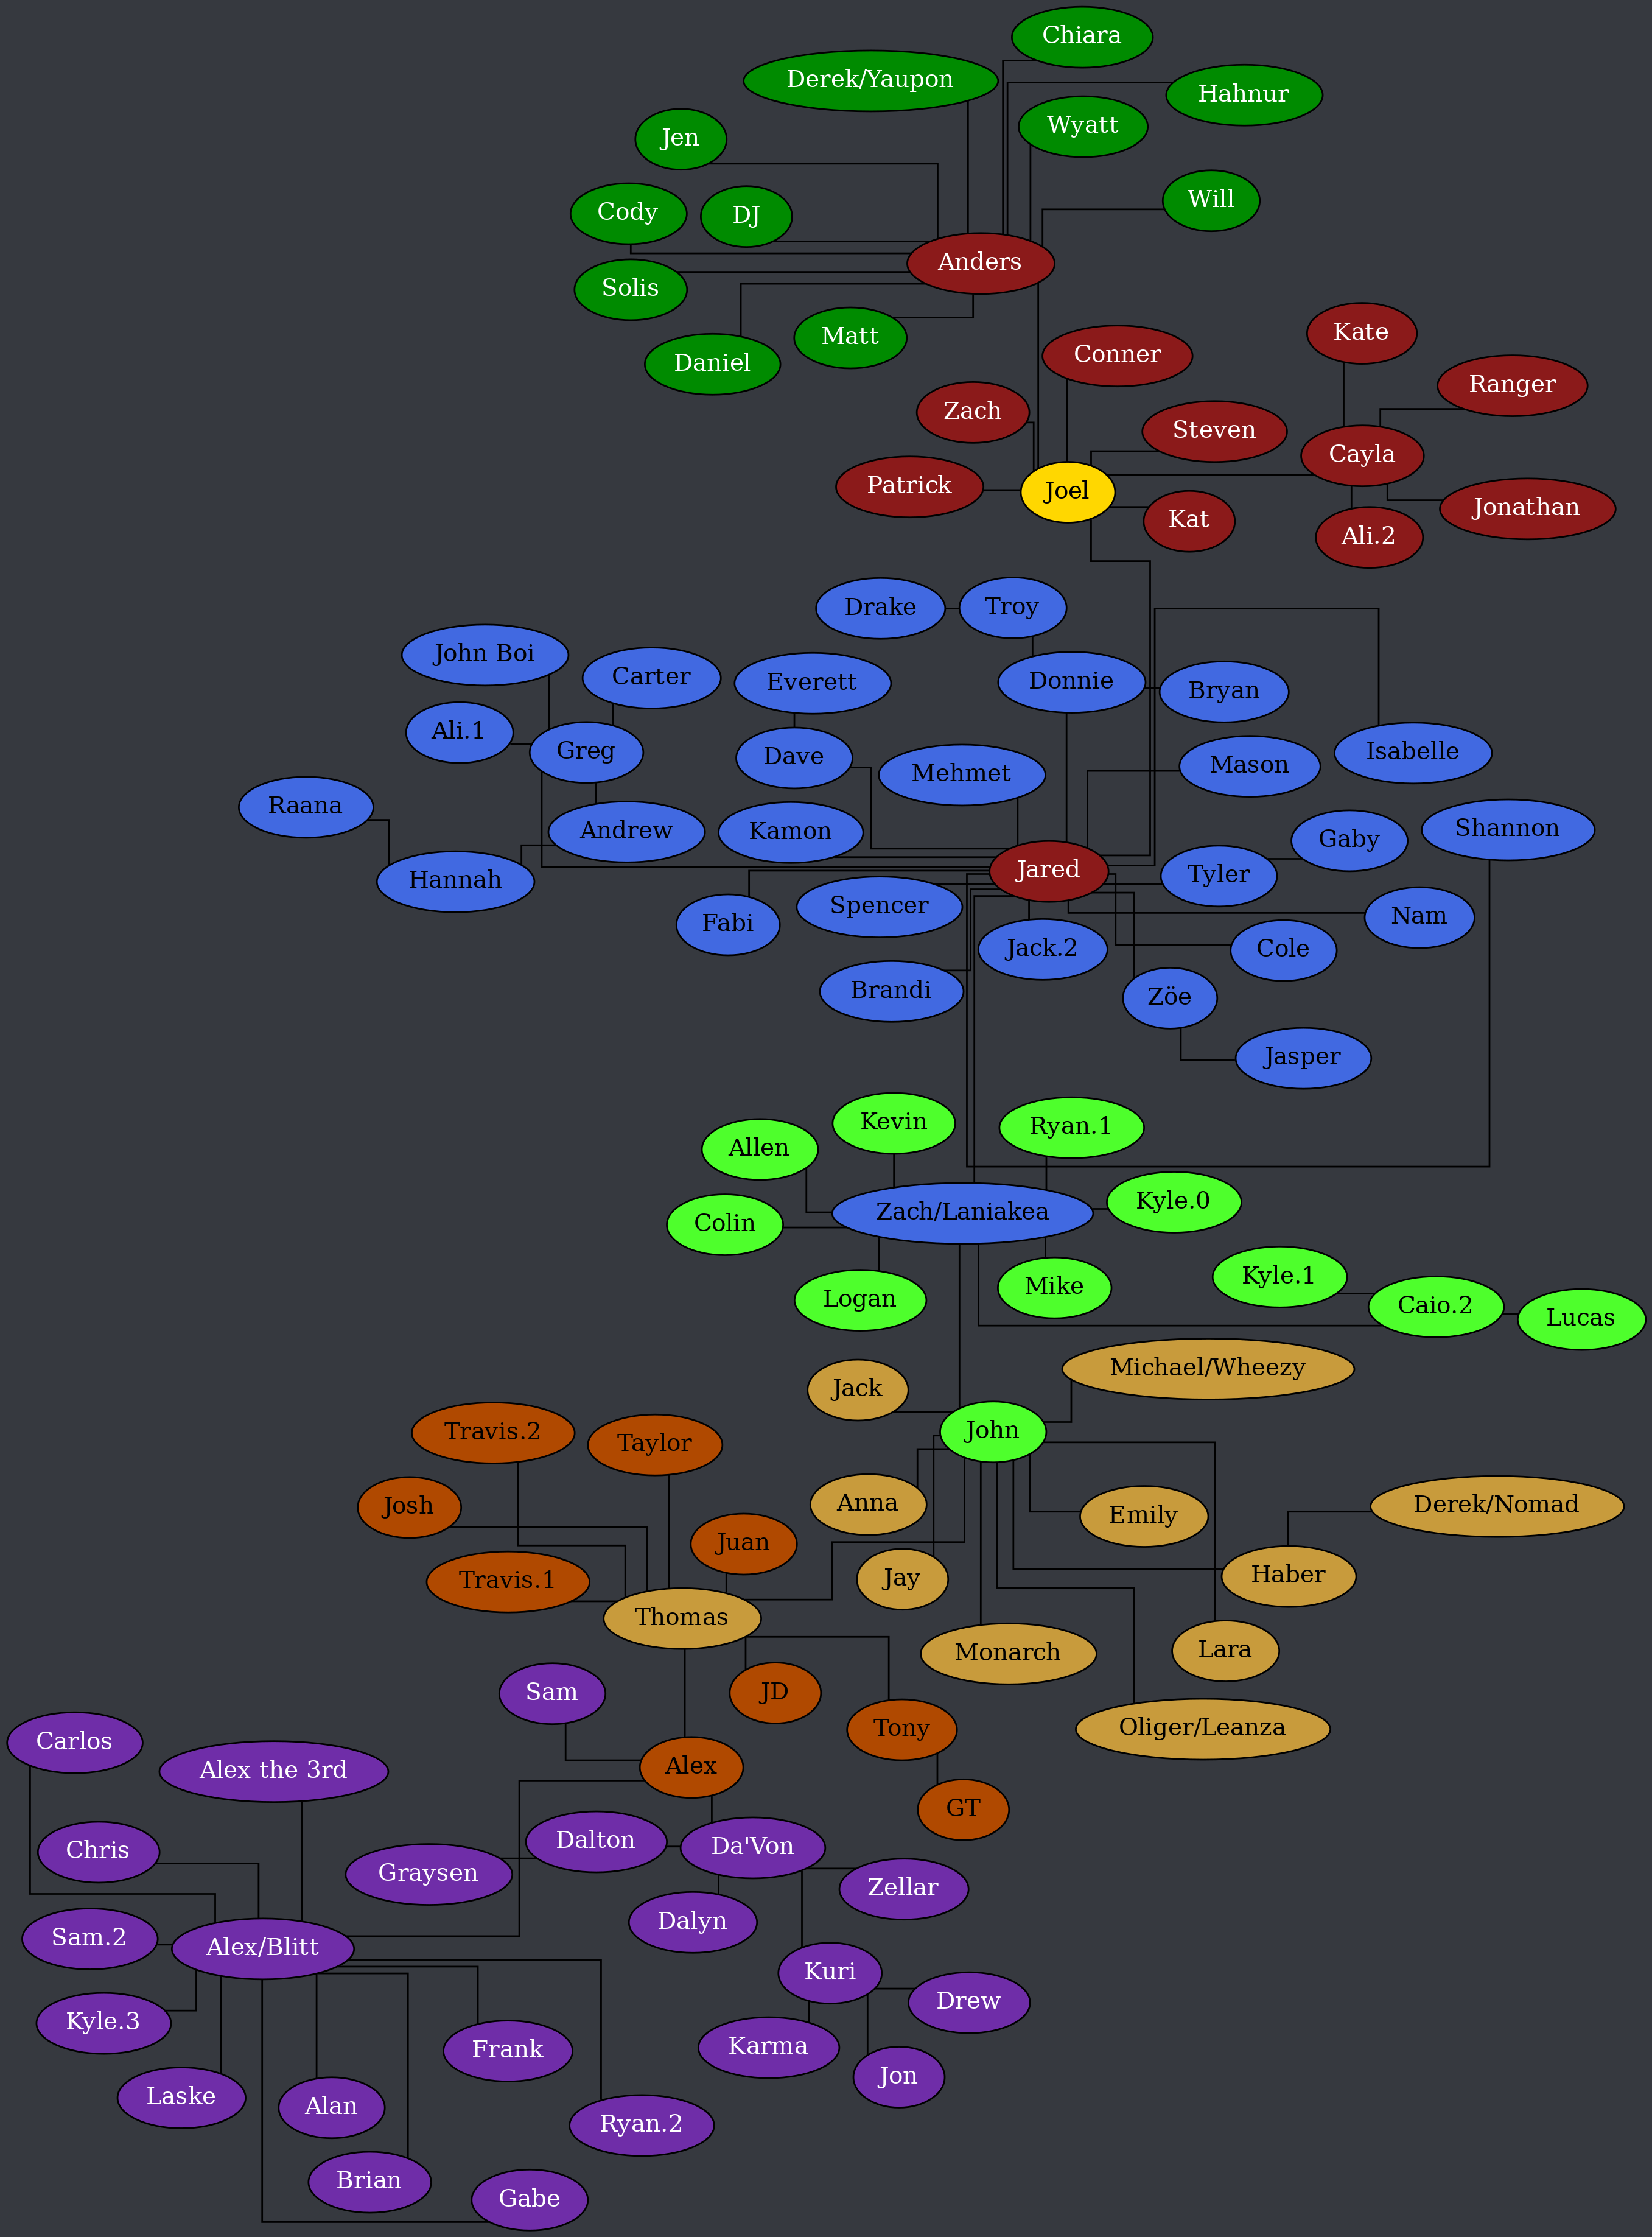 Chiara
Derek/Yaupon
Hahnur
Wyatt
Jen
Will
Cody
DJ
Anders
Solis
Matt
Daniel
Kate
Conner
Ranger
Zach
Steven
Cayla
Patrick
Joel
Jonathan
Kat
Ali.2
Drake
Troy
John Boi
Carter
Everett
Donnie
Bryan
Ali.1
Greg
Dave
Isabelle
Mehmet
Mason
Raana
Andrew
Kamon
Shannon
Gaby
Jared
Hannah
Tyler
Spencer
Nam
Fabi
Jack.2
Cole
Brandi
Zöe
Jasper
Kevin
Ryan.1
Allen
Kyle.0
Zach/Laniakea
Colin
Kyle.1
Mike
Logan
Caio.2
Lucas
Michael/Wheezy
Jack
Travis.2
John
Taylor
Josh
Anna
Derek/Nomad
Emily
Juan
Travis.1
Jay
Haber
Thomas
Monarch
Lara
Sam
JD
Tony
Oliger/Leanza
Carlos
Alex the 3rd
Alex
GT
Chris
Dalton
Da'Von
Graysen
Zellar
Dalyn
Sam.2
Alex/Blitt
Kuri
Drew
Kyle.3
Frank
Karma
Jon
Laske
Alan
Ryan.2
Brian
Gabe